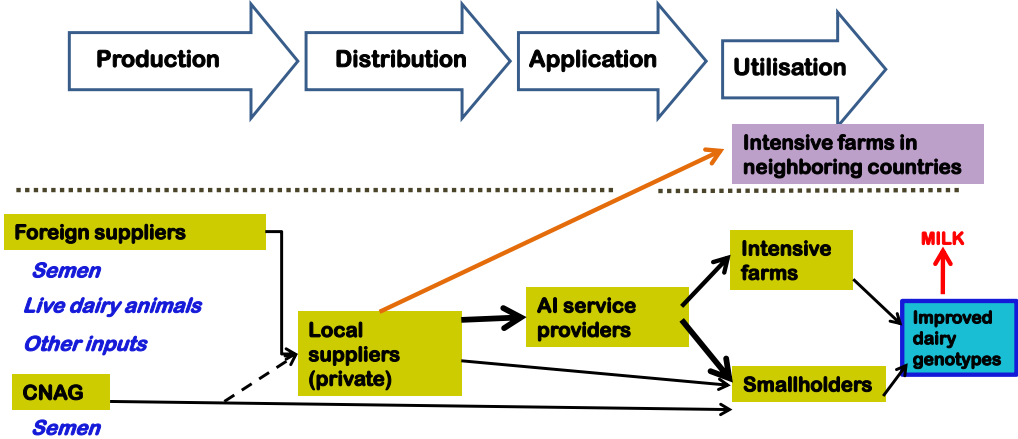 Production
Distribution
Application
Utilisation
Intensive farms in
neighboring countries
Foreign suppliers
Semen
Live dairy animals
Other inputs
CNAG
Semen
Local
suppliers
(private)
AI service
providers
Intensive
farms
Smallholders
MILK
Improved
dairy
genotypes